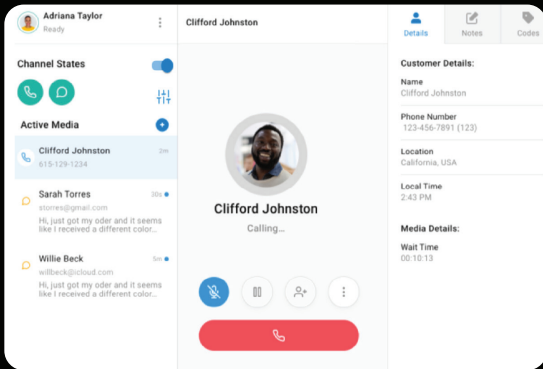 Adriana Taylor
Ready
Channel States
Active Media
Clifford Johnston
2m
615-129-1234
Sarah Torres
30s
storres@gmail.com
Hi, just got my oder and it seems
like I received a different color...
Willie Beck
5m
willbeck@icloud.com
Hi, just got my oder and it seems
like I received a different color...
Clifford Johnston
Clifford Johnston
Calling...
Details
Notes
Codes
Customer Details:
Name
Clifford Johnston
Phone Number
123-456-7891 (123)
Location
California, USA
Local Time
2:43 PM
Media Details:
Wait Time
00:10:13